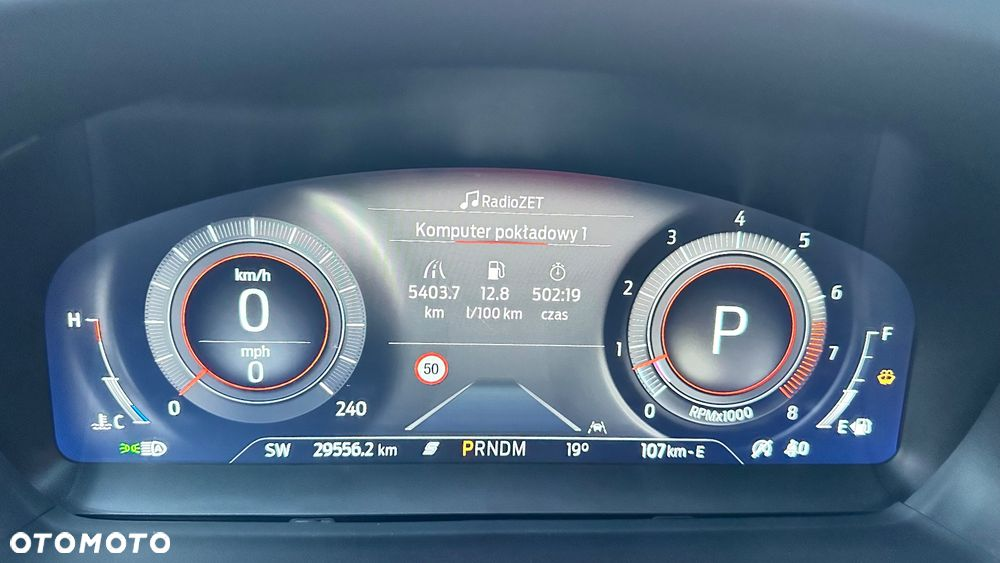 RadioZET
Komputer pokładowy 1
5403.7 12.8 502:19
km l/100 km czas
50
km/h
0
mph
0
0 240
H
C
0 1 2 3 4 5 6 7 8
P
RPMx1000
F
E
SW 29556.2 km PRNDM 19° 107km-E
A
OTOMOTO